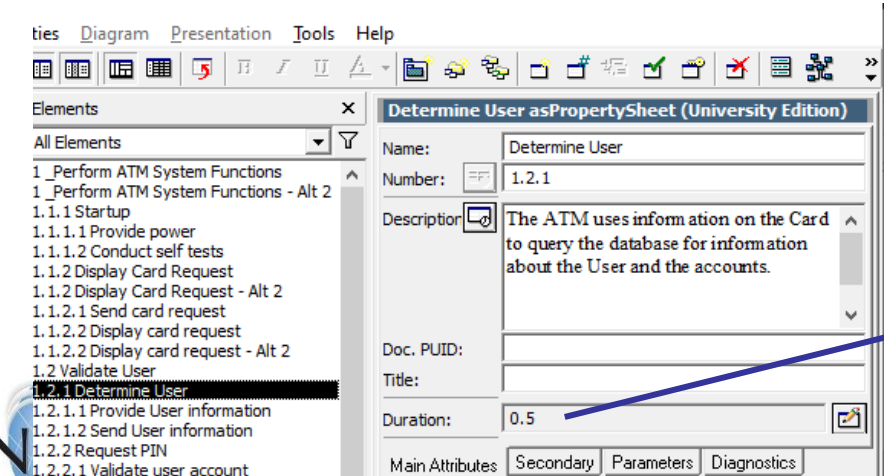 ties Diagram Presentation Tools Help
B I U A
Elements
All Elements
1 _Perform ATM System Functions
1 _Perform ATM System Functions - Alt 2
1.1.1 Startup
1.1.1.1 Provide power
1.1.1.2 Conduct self tests
1.1.2 Display Card Request
1.1.2 Display Card Request - Alt 2
1.1.2.1 Send card request
1.1.2.2 Display card request
1.1.2.2 Display card request - Alt 2
1.2 Validate User
1.2.1 Determine User
1.2.1.1 Provide User information
1.2.1.2 Send User information
1.2.2 Request PIN
1.2.2.1 Validate user account
Determine User asPropertySheet (University Edition)
Name: Determine User
Number: 1.2.1
Description The ATM uses information on the Card
to query the database for information
about the User and the accounts.
Doc. PUID:
Title:
Duration: 0.5
Main Attributes Secondary Parameters Diagnostics